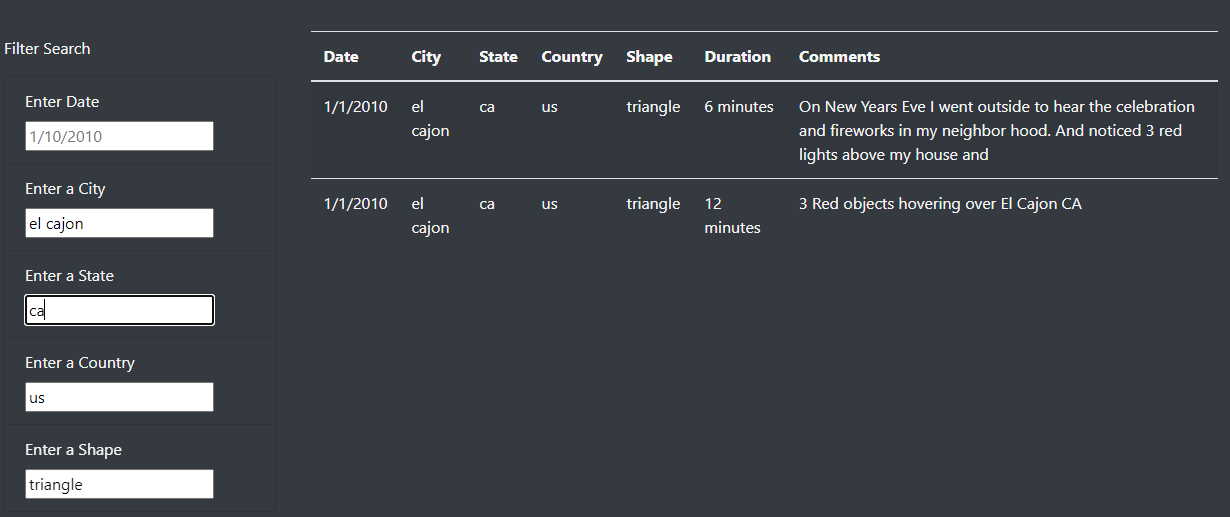 Filter Search
Enter Date
1/10/2010
Enter a City
el cajon
Enter a State
ca
Enter a Country
us
Enter a Shape
triangle
Date City State Country Shape Duration Comments
1/1/2010 el ca us triangle 6 minutes On New Years Eve I went outside to hear the celebration
cajon and fireworks in my neighbor hood. And noticed 3 red
lights above my house and
1/1/2010 el ca us triangle 12 3 Red objects hovering over El Cajon CA
cajon minutes